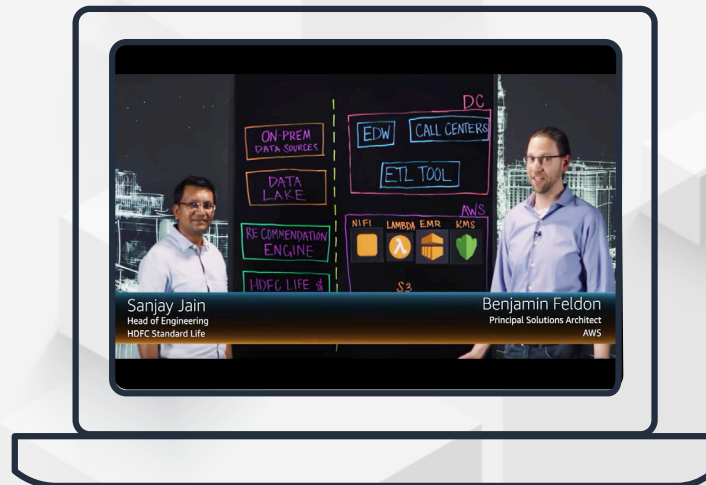 ON-PREM
DATA SOURCES
DATA
LAKE
RECOMMENDATION
ENGINE
HDFC LIFE &
DC
EDW
CALL CENTERS
ETL TOOL
AWS
NIFI
LAMBDA
EMR
KMS
λ
S3
Sanjay Jain
Head of Engineering
HDFC Standard Life
Benjamin Feldon
Principal Solutions Architect
AWS